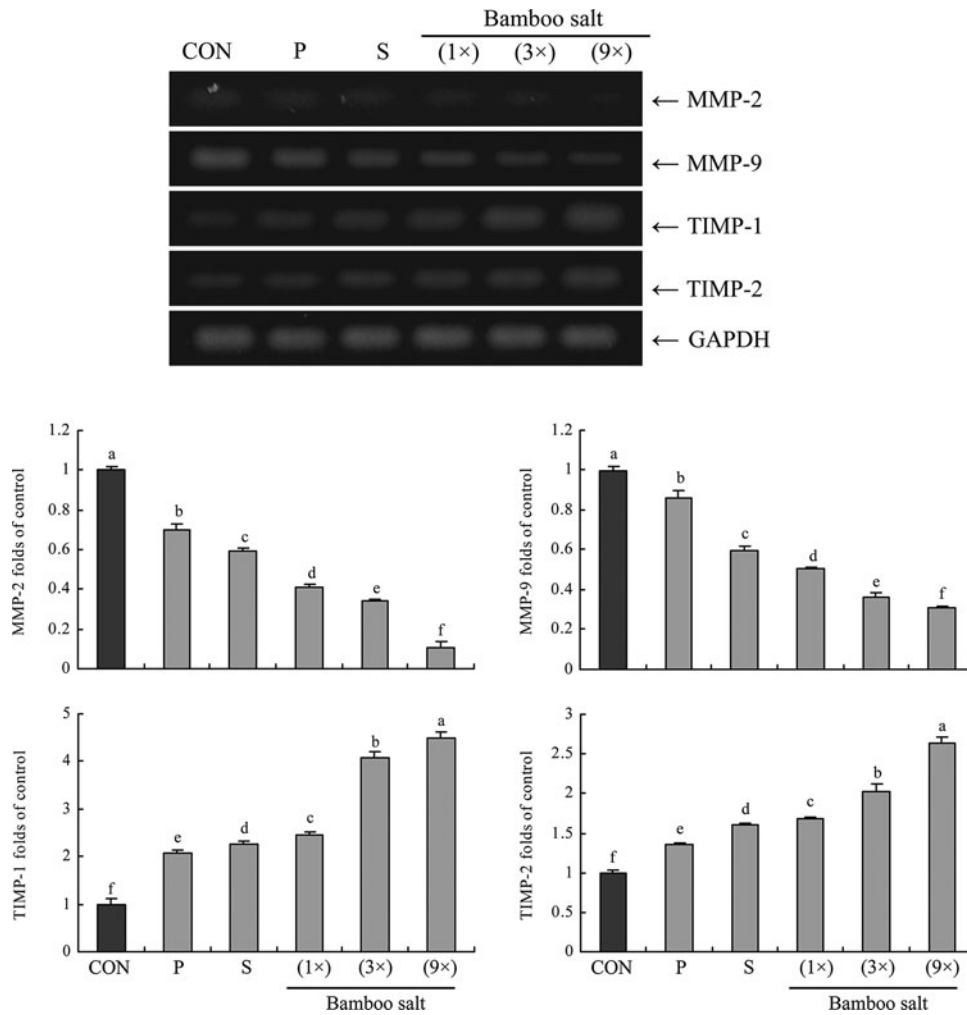 Bamboo salt
CON P S (1×) (3×) (9×)
← MMP-2
← MMP-9
← TIMP-1
← TIMP-2
← GAPDH
MMP-2 folds of control
1.2
1
0.8
0.6
0.4
0.2
0
a
b
c
d
e
f
MMP-9 folds of control
1.2
1
0.8
0.6
0.4
0.2
0
a
b
c
d
e
f
TIMP-1 folds of control
5
4
3
2
1
0
f
e
d
c
b
a
CON P S (1×) (3×) (9×)
Bamboo salt
TIMP-2 folds of control
3
2.5
2
1.5
1
0.5
0
f
e
d
c
b
a
CON P S (1×) (3×) (9×)
Bamboo salt